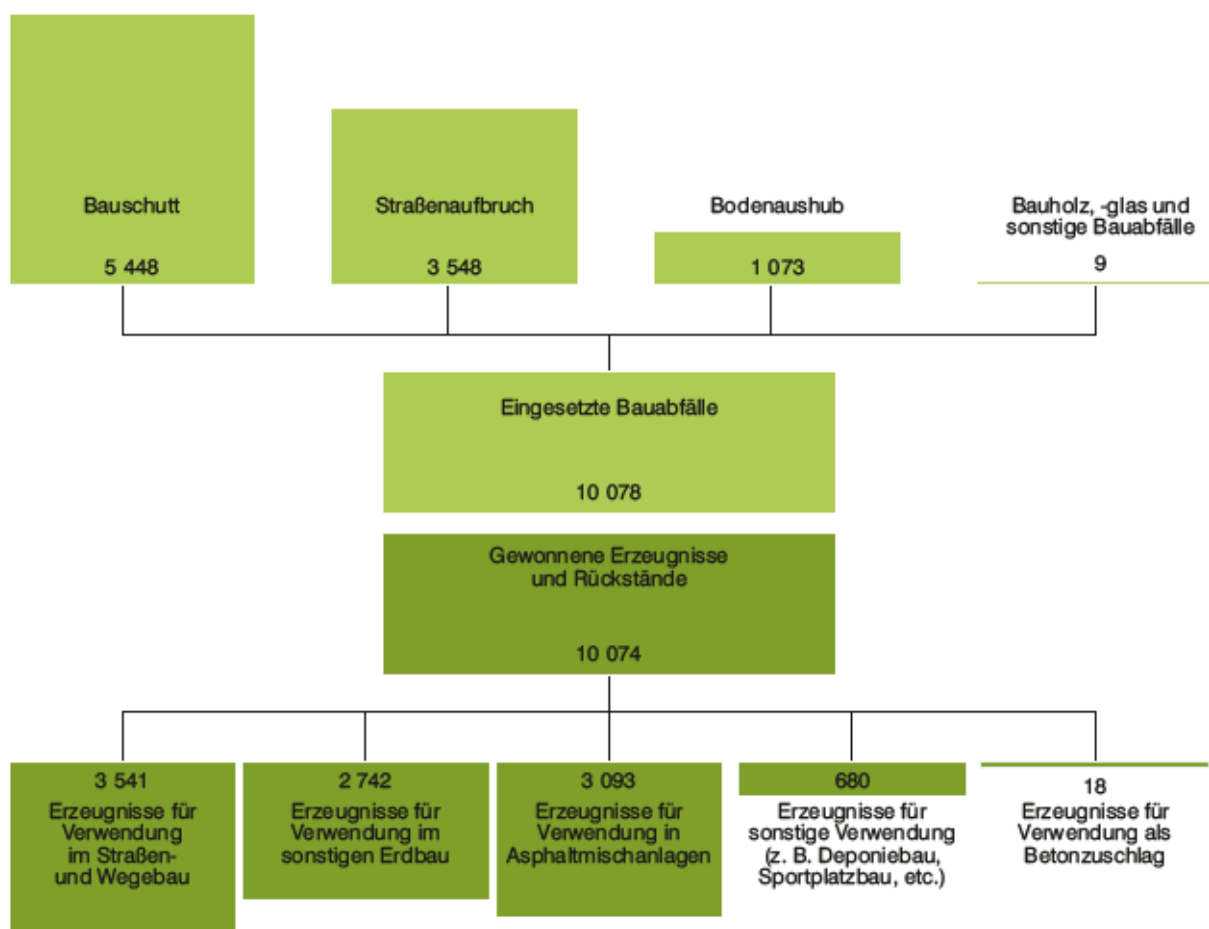 Bauschutt
5 448
Straßenaufbruch
3 548
Bodenaushub
1 073
Bauholz, -glas und
sonstige Bauabfälle
9
Eingesetzte Bauabfälle
10 078
Gewonnene Erzeugnisse
und Rückstände
10 074
3 541
Erzeugnisse für
Verwendung
im Straßen-
und Wegebau
2 742
Erzeugnisse für
Verwendung im
sonstigen Erdbau
3 093
Erzeugnisse für
Verwendung in
Asphaltmischanlagen
680
Erzeugnisse für
sonstige Verwendung
(z. B. Deponiebau,
Sportplatzbau, etc.)
18
Erzeugnisse für
Verwendung als
Betonzuschlag